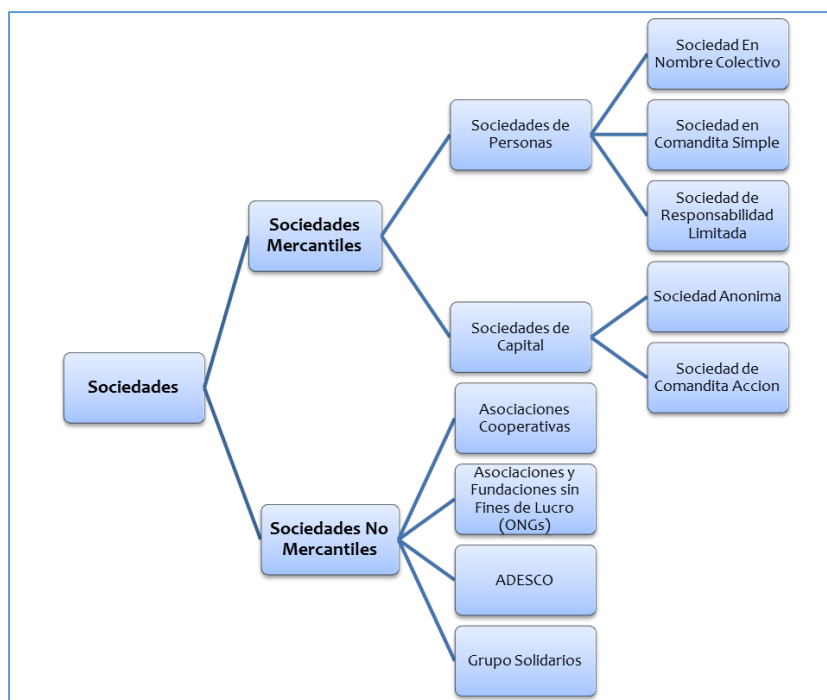 Sociedades
Sociedades
Mercantiles
Sociedades de
Personas
Sociedad En
Nombre Colectivo
Sociedad en
Comandita Simple
Sociedad de
Responsabilidad
Limitada
Sociedades de
Capital
Sociedad Anonima
Sociedad de
Comandita Accion
Sociedades No
Mercantiles
Asociaciones
Cooperativas
Asociaciones y
Fundaciones sin
Fines de Lucro
(ONGs)
ADESCO
Grupo Solidarios